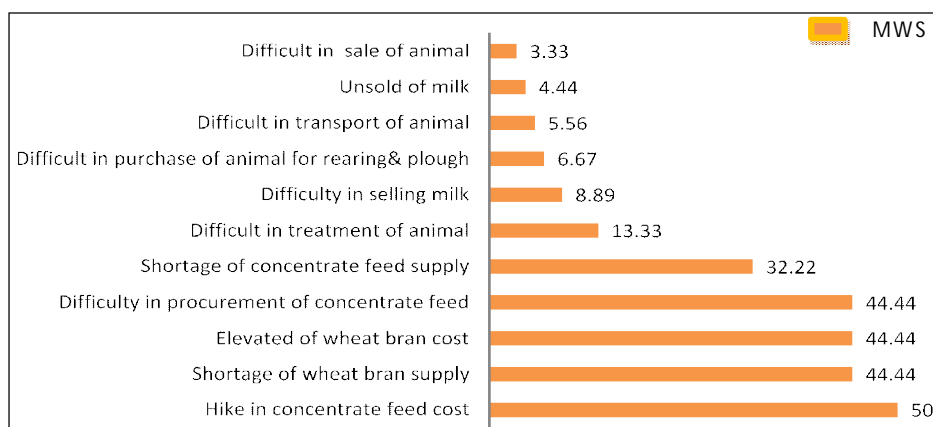 MWS
Difficult in sale of animal 3.33
Unsold of milk 4.44
Difficult in transport of animal 5.56
Difficult in purchase of animal for rearing& plough 6.67
Difficulty in selling milk 8.89
Difficult in treatment of animal 13.33
Shortage of concentrate feed supply 32.22
Difficulty in procurement of concentrate feed 44.44
Elevated of wheat bran cost 44.44
Shortage of wheat bran supply 44.44
Hike in concentrate feed cost 50